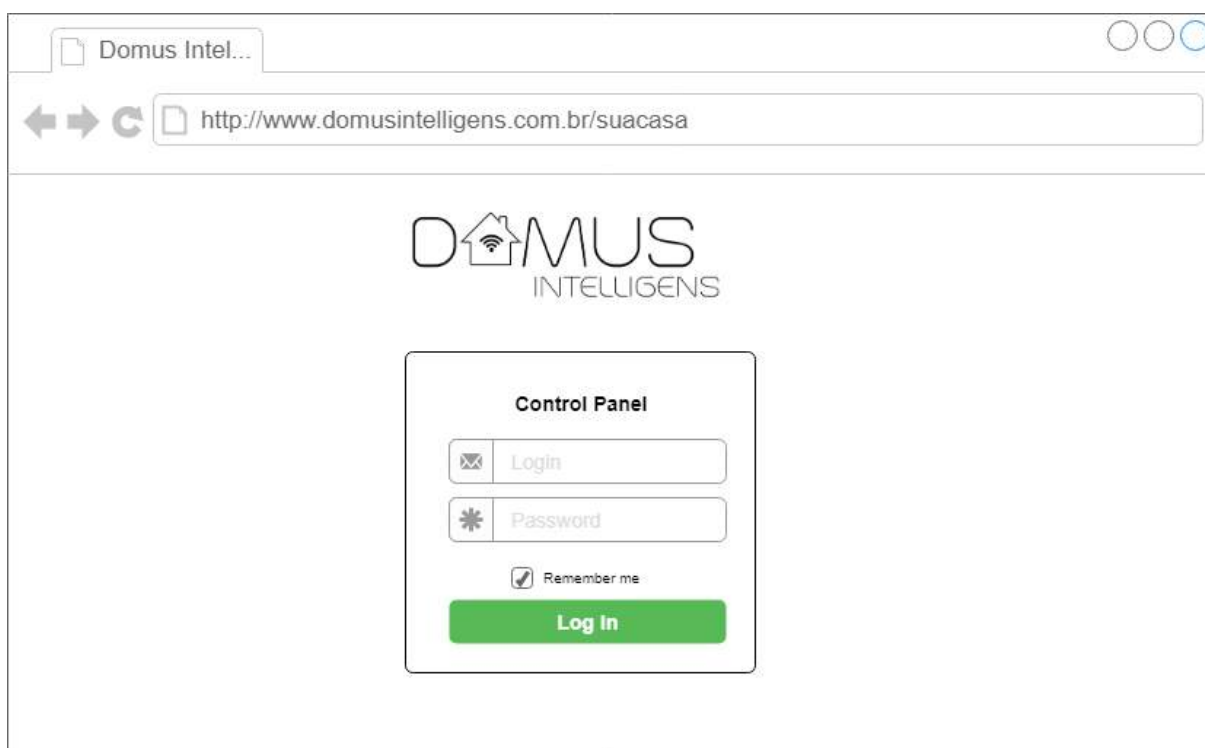 Domus Intel...
http://www.domusintelligens.com.br/suacasa
DOMUS
INTELLIGENS
Control Panel
Login
Password
Remember me
Log In